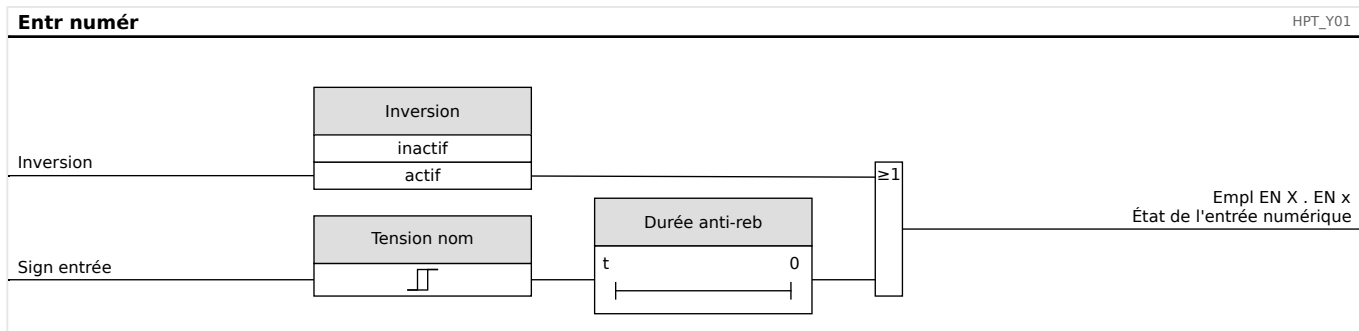 Entr numér
HPT_Y01
Inversion
inactif
Inversion
actif
≥1
Empl EN X . EN x
État de l'entrée numérique
Durée anti-reb
Tension nom
t 0
Sign entrée